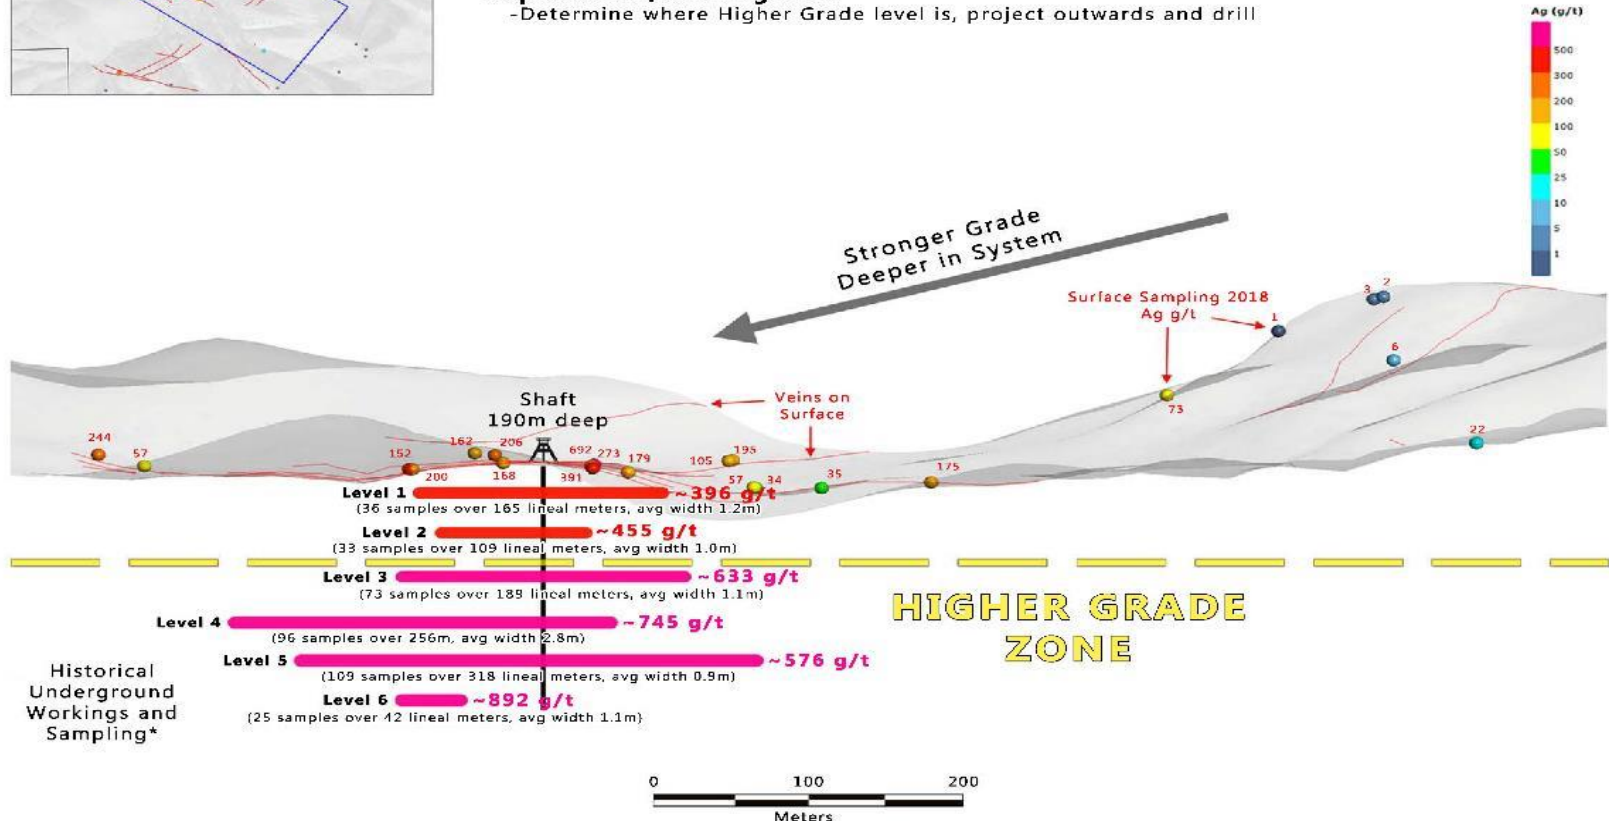 -Determine where Higher Grade level is, project outwards and drill
Ag (g/t)
500
300
200
100
50
25
10
5
1
Stronger Grade
Deeper in System
Surface Sampling 2018
Ag g/t
3
2
1
6
73
22
Shaft
190m deep
Veins on
Surface
244
57
152
200
162
206
168
692
273
391
179
105
195
57
34
35
175
Level 1
~396 g/t
(36 samples over 165 lineal meters, avg width 1.2m)
Level 2
~455 g/t
(33 samples over 109 lineal meters, avg width 1.0m)
Level 3
~633 g/t
(73 samples over 189 lineal meters, avg width 1.1m)
HIGHER GRADE
ZONE
Level 4
~745 g/t
(96 samples over 256m, avg width 2.8m)
Level 5
~576 g/t
(109 samples over 318 lineal meters, avg width 0.9m)
Level 6
~892 g/t
(25 samples over 42 lineal meters, avg width 1.1m)
Historical
Underground
Workings and
Sampling*
0
100
200
Meters